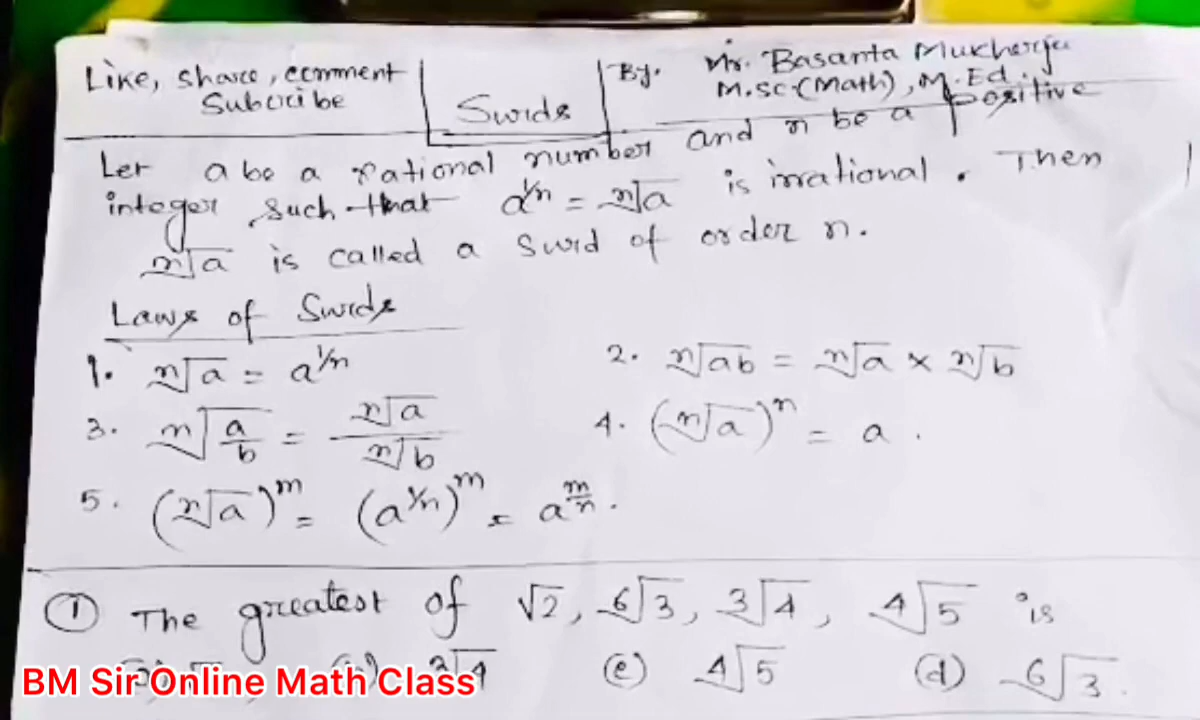 Like, share, comment
Subscribe
Surds
By. Mr. Basanta Mukherjee
M.sc.(Math), M.Ed.
Let a be a rational number and n be a positive
integer such that a^1/n = ⁿ√a is irrational. Then
ⁿ√a is called a surd of order n.
Laws of Surds
1. ⁿ√a = a^1/n
2. ⁿ√ab = ⁿ√a × ⁿ√b
3. ⁿ√(a/b) = ⁿ√a / ⁿ√b
4. (ⁿ√a)ⁿ = a.
5. (ⁿ√a)^m = (a^1/n)^m = a^m/n.
① The greatest of √2, ⁶√3, ³√4, ⁴√5 is
³√4 (c) ⁴√5 (d) ⁶√3.
BM Sir Online Math Class